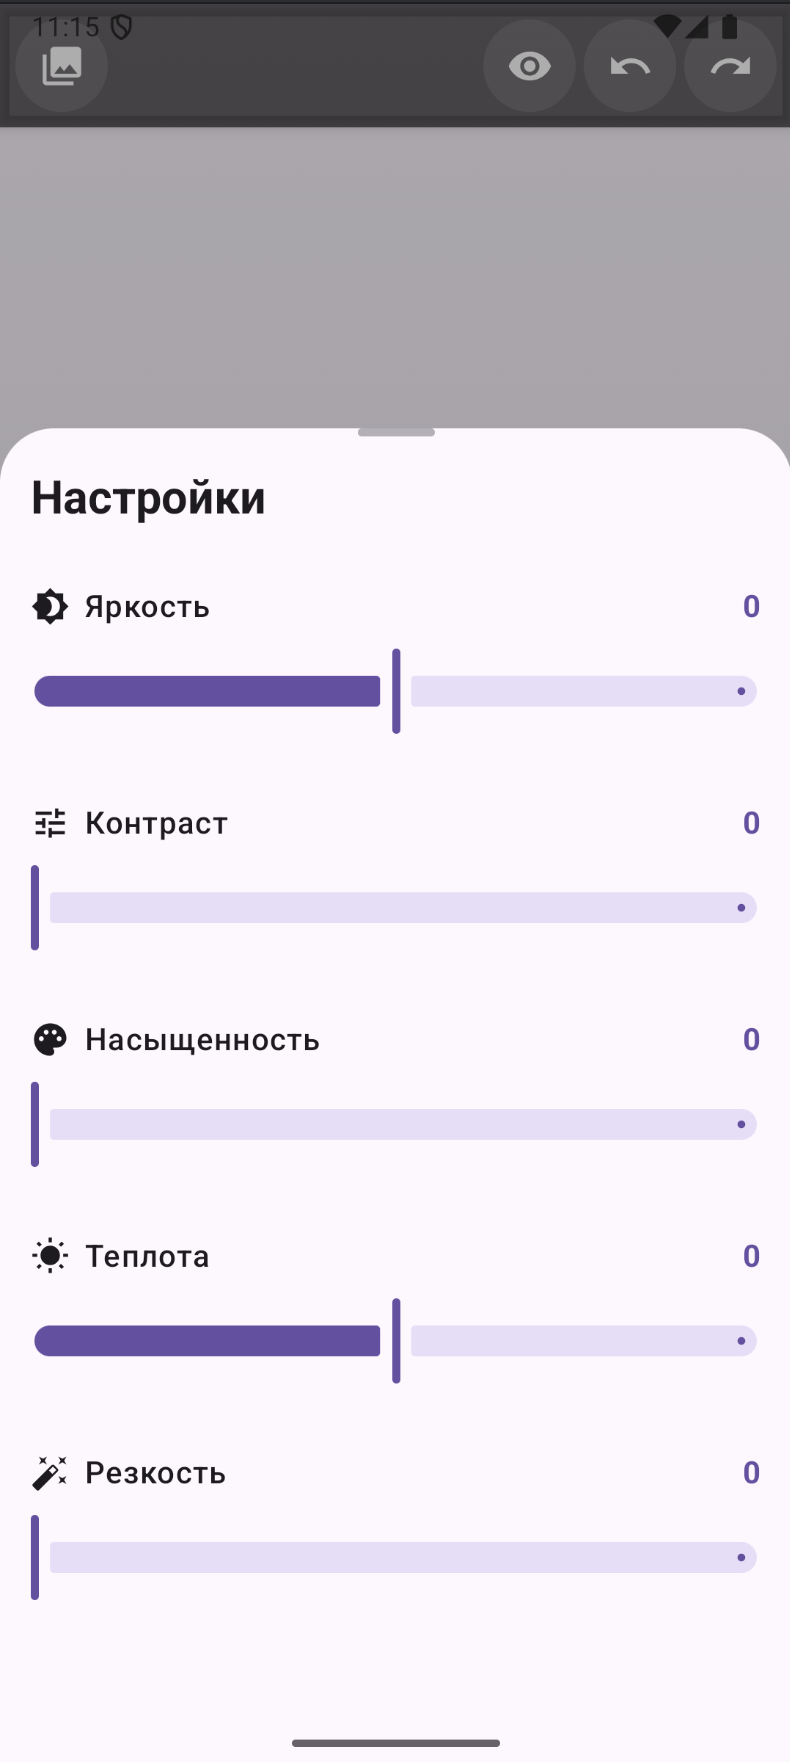 11:15
Настройки
Яркость 0
Контраст 0
Насыщенность 0
Теплота 0
Резкость 0